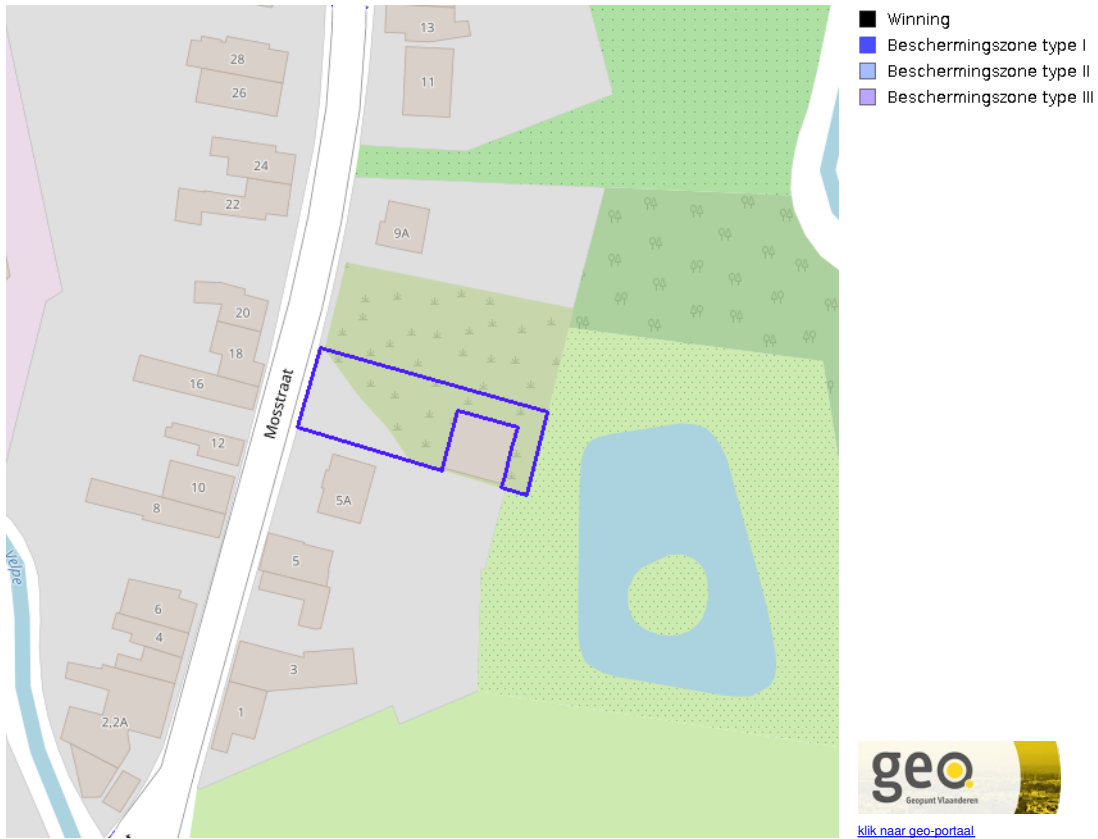 Winning
Beschermingszone type I
Beschermingszone type II
Beschermingszone type III
13
28
11
26
24
22
9A
20
18
16
Mosstraat
12
10
8
5A
5
Velpe
6
4
3
1
2,2A
geo
Geopunt Vlaanderen
klik naar geo-portaal